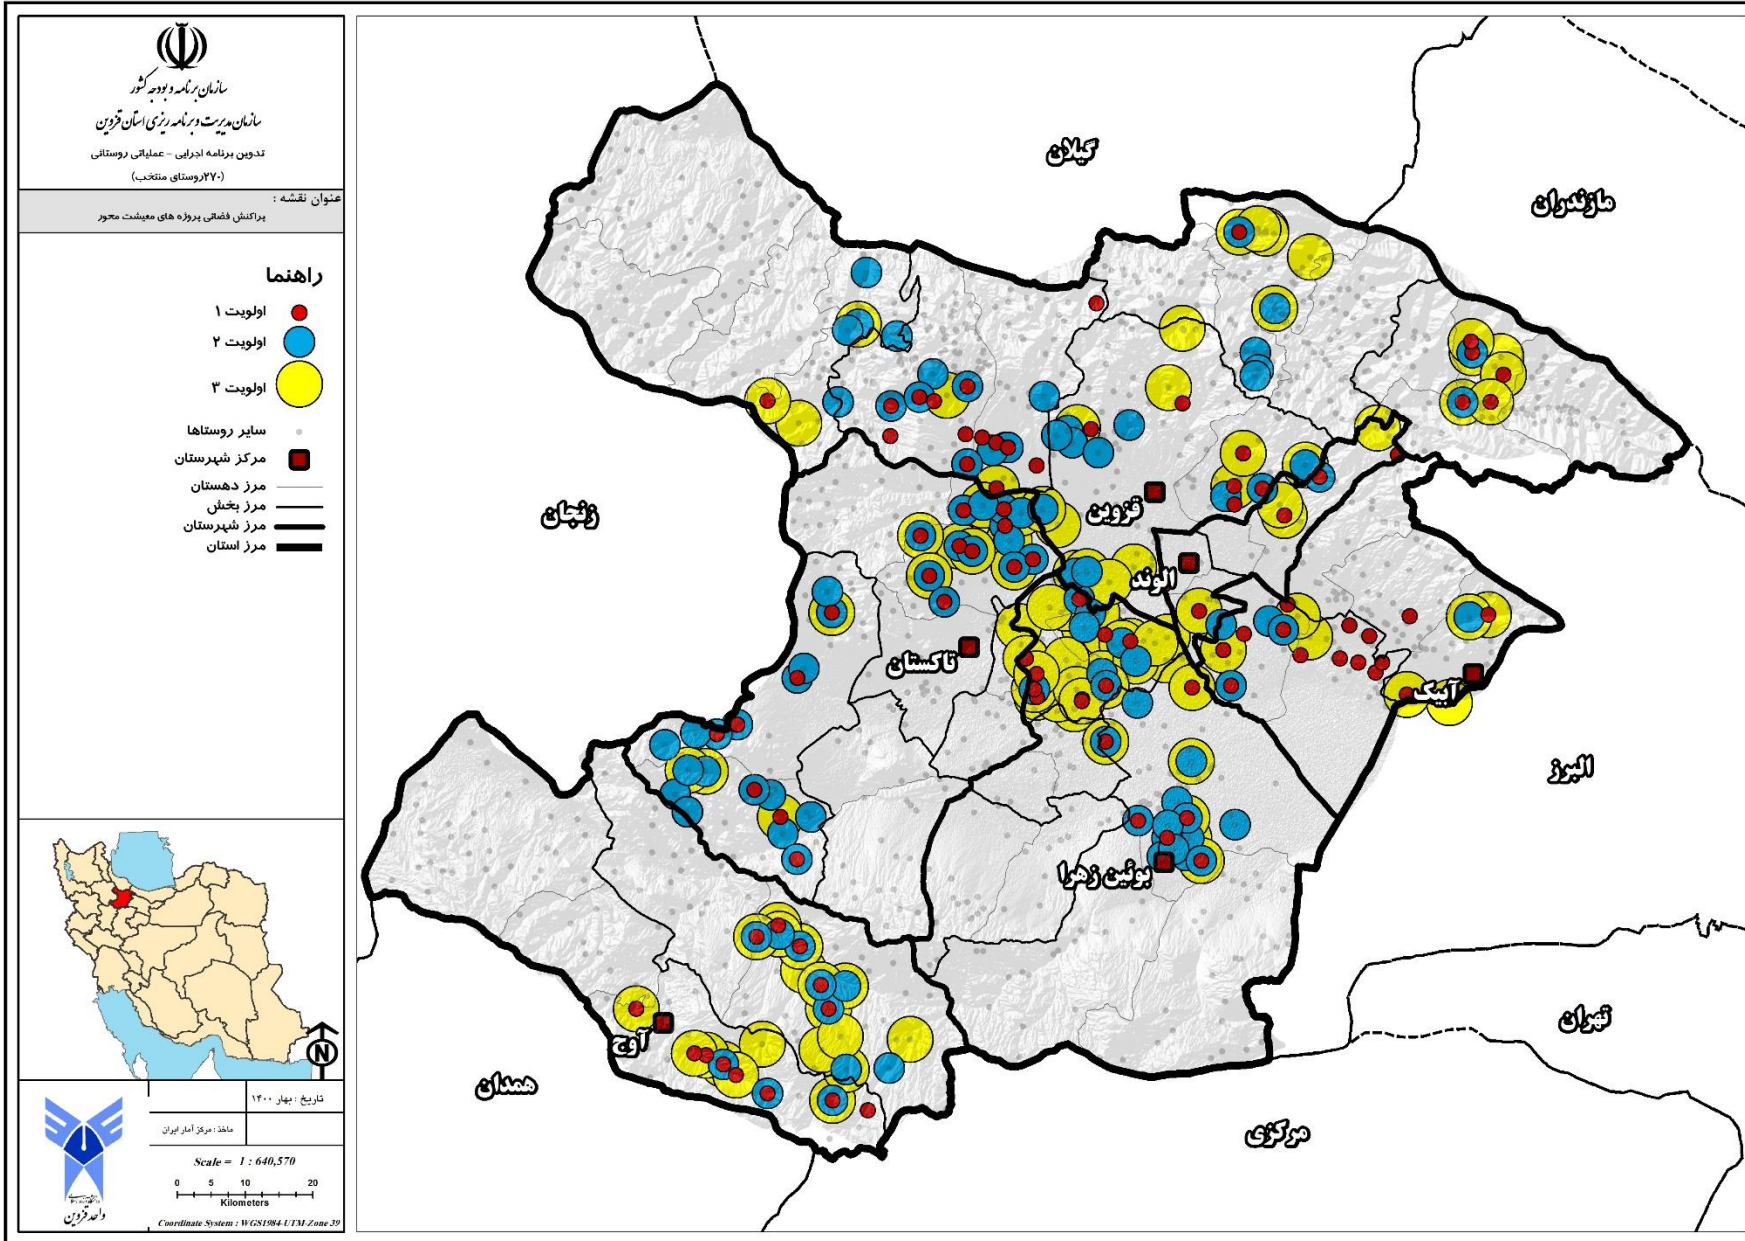 سازمان برنامه و بودجه کشور
سازمان مدیریت و برنامه ریزی استان قزوین
تدوین برنامه اجرایی - عملیاتی روستائی
(۲۷۰روستای منتخب)
عنوان نقشه :
پراکنش فضائی پروژه های معیشت محور
راهنما
اولویت ۱
اولویت ۲
اولویت ۳
سایر روستاها
مرکز شهرستان
مرز دهستان
مرز بخش
مرز شهرستان
مرز استان
N
تاریخ : بهار ۱۴۰۰
ماخذ : مرکز آمار ایران
Scale = 1 : 640,570
0 5 10 20
Kilometers
Coordinate System : WGS1984-UTM-Zone 39
واحد قزوین
گیلان
مازندران
زنجان
قزوین
الوند
تاکستان
آبیک
البرز
بوئین زهرا
آوج
همدان
تهران
مرکزی